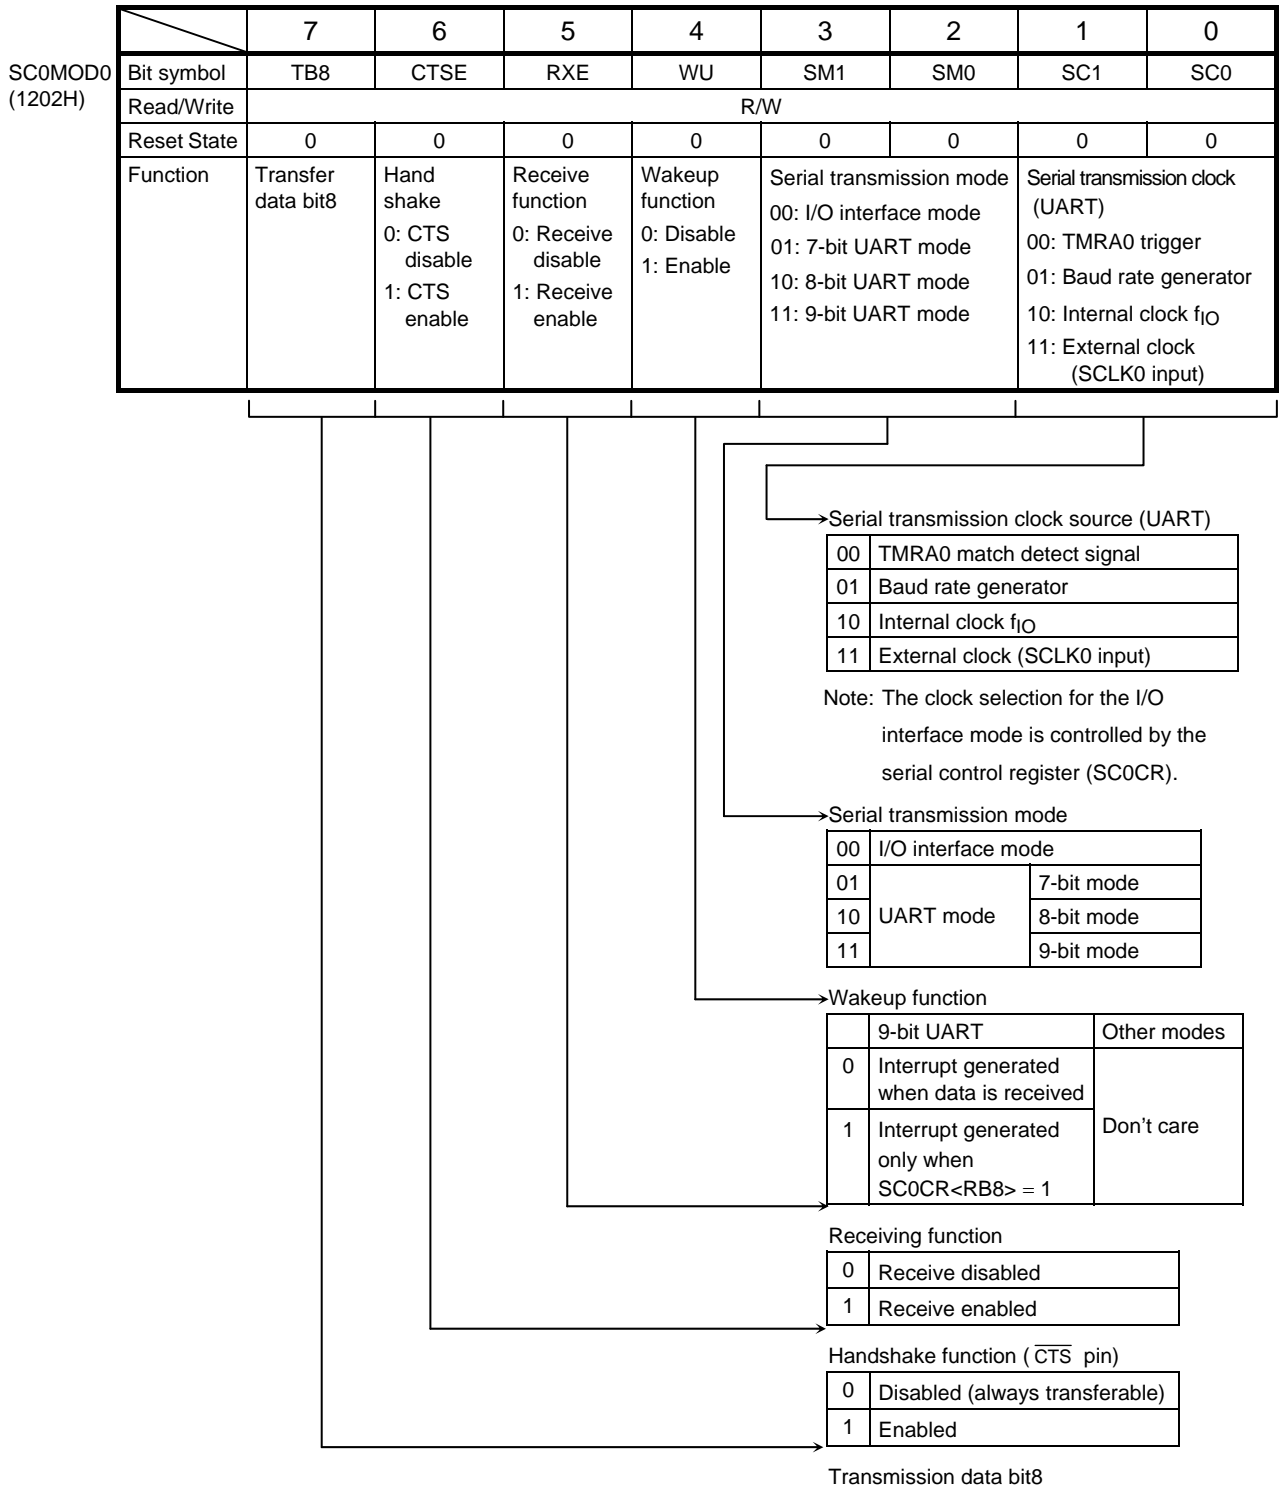 7 6 5 4 3 2 1 0
SC0MOD0 Bit symbol TB8 CTSE RXE WU SM1 SM0 SC1 SC0
(1202H)
Read/Write R/W
Reset State 0 0 0 0 0 0 0 0
Function
Transfer
data bit8
Hand
shake
0: CTS
disable
1: CTS
enable
Receive
function
0: Receive
disable
1: Receive
enable
Wakeup
function
0: Disable
1: Enable
Serial transmission mode
00: I/O interface mode
01: 7-bit UART mode
10: 8-bit UART mode
11: 9-bit UART mode
Serial transmission clock
(UART)
00: TMRA0 trigger
01: Baud rate generator
10: Internal clock fIO
11: External clock
(SCLK0 input)
Serial transmission clock source (UART)
00 TMRA0 match detect signal
01 Baud rate generator
10 Internal clock fIO
11 External clock (SCLK0 input)
Note: The clock selection for the I/O
interface mode is controlled by the
serial control register (SC0CR).
Serial transmission mode
00 I/O interface mode
01 7-bit mode
10 UART mode 8-bit mode
11 9-bit mode
Wakeup function
9-bit UART Other modes
0 Interrupt generated
when data is received
1 Interrupt generated
only when
SC0CR<RB8> = 1
Don't care
Receiving function
0 Receive disabled
1 Receive enabled
Handshake function ( C̅T̅S̅ pin)
0 Disabled (always transferable)
1 Enabled
Transmission data bit8